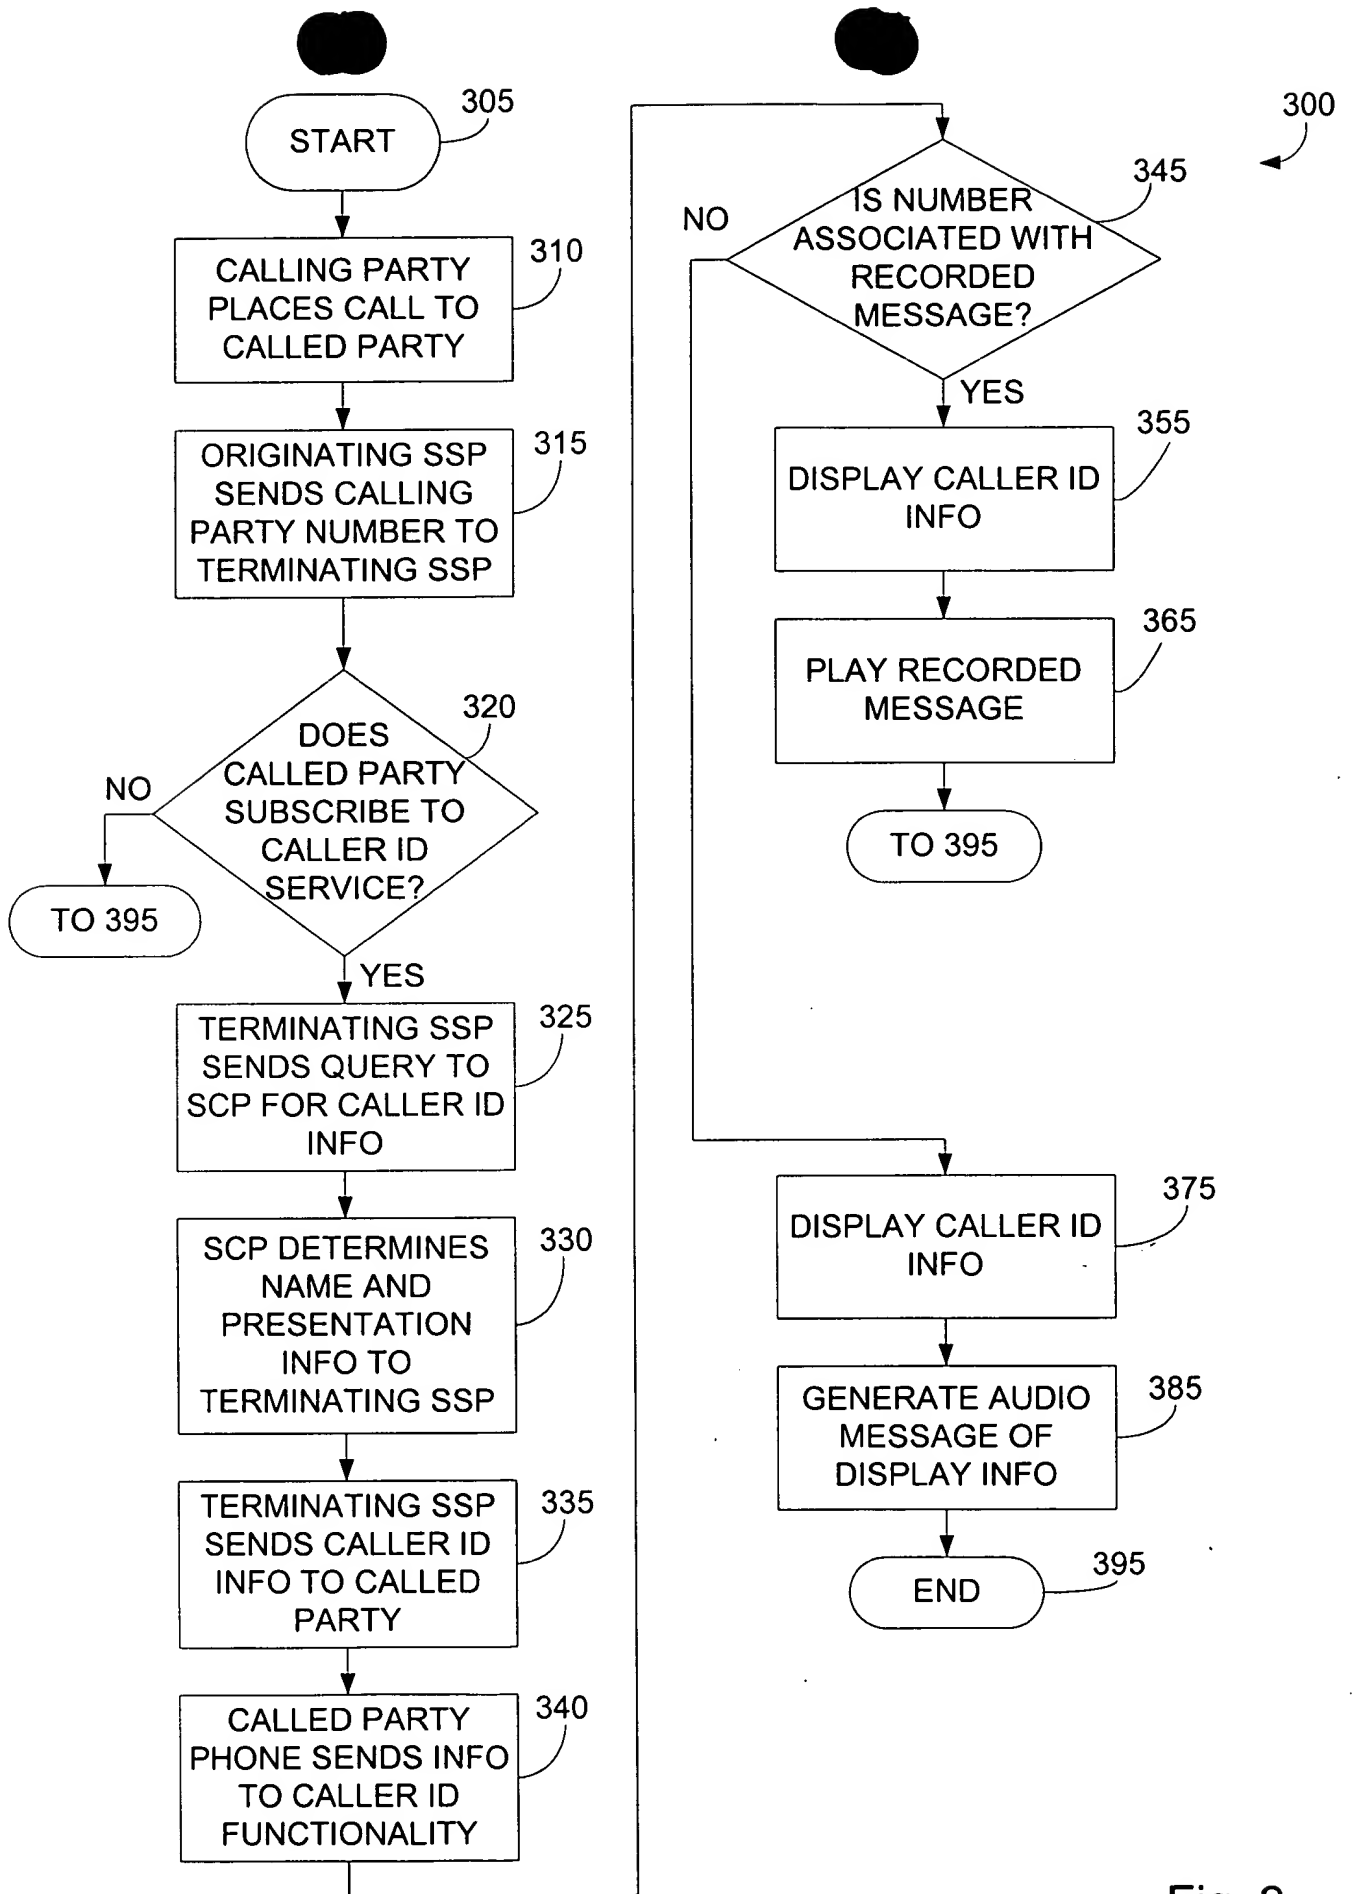 START
305
CALLING PARTY
PLACES CALL TO
CALLED PARTY
310
ORIGINATING SSP
SENDS CALLING
PARTY NUMBER TO
TERMINATING SSP
315
DOES
CALLED PARTY
SUBSCRIBE TO
CALLER ID
SERVICE?
320
NO
TO 395
YES
TERMINATING SSP
SENDS QUERY TO
SCP FOR CALLER ID
INFO
325
SCP DETERMINES
NAME AND
PRESENTATION
INFO TO
TERMINATING SSP
330
TERMINATING SSP
SENDS CALLER ID
INFO TO CALLED
PARTY
335
CALLED PARTY
PHONE SENDS INFO
TO CALLER ID
FUNCTIONALITY
340
300
IS NUMBER
ASSOCIATED WITH
RECORDED
MESSAGE?
345
NO
YES
DISPLAY CALLER ID
INFO
355
PLAY RECORDED
MESSAGE
365
TO 395
DISPLAY CALLER ID
INFO
375
GENERATE AUDIO
MESSAGE OF
DISPLAY INFO
385
END
395
Fig.